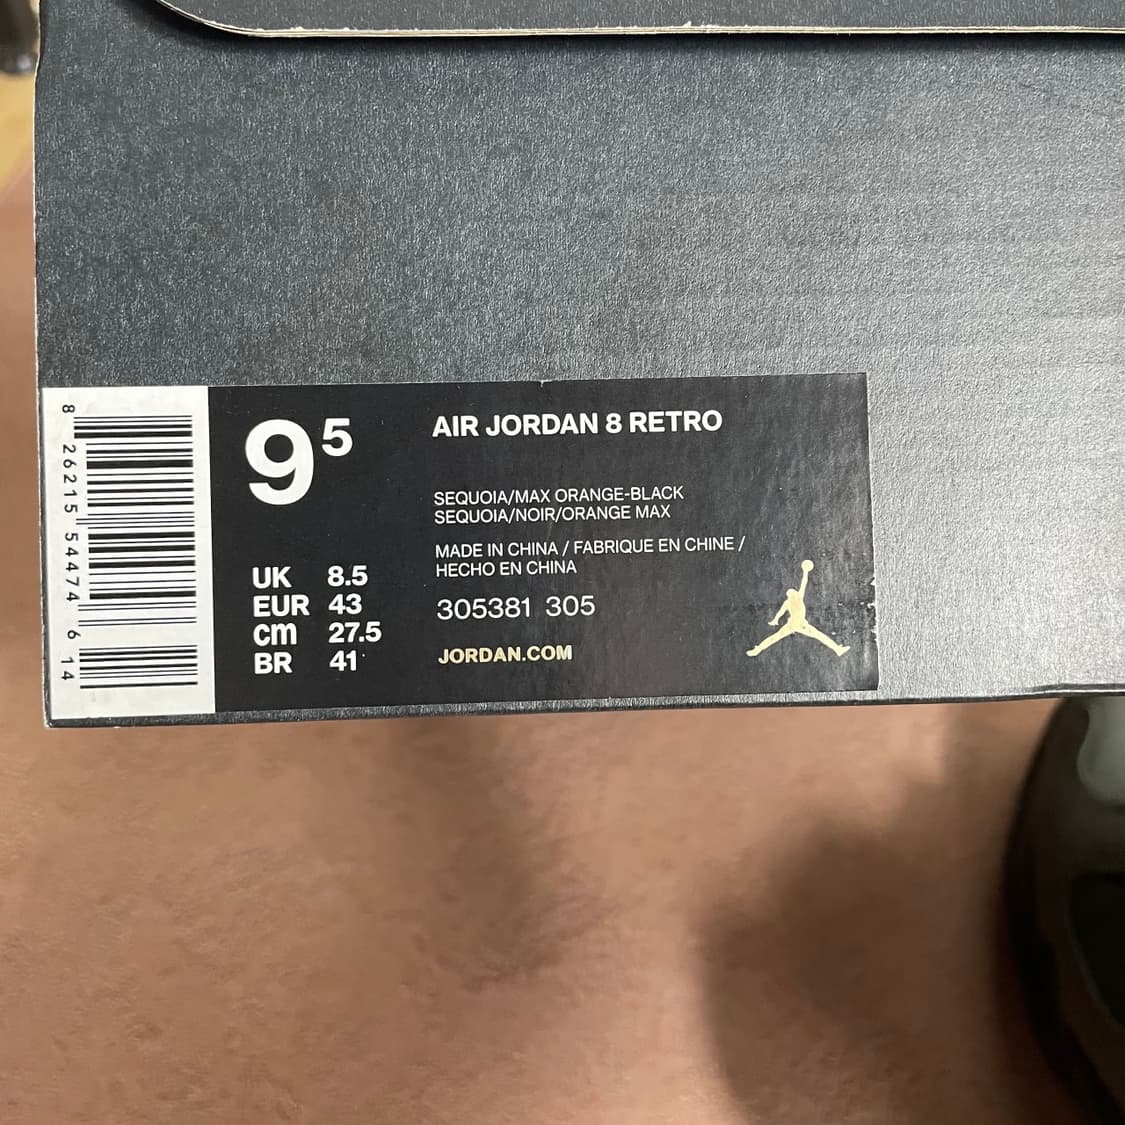 8 26215 54474 6 14
9⁵
UK 8.5
EUR 43
cm 27.5
BR 41
AIR JORDAN 8 RETRO
SEQUOIA/MAX ORANGE-BLACK
SEQUOIA/NOIR/ORANGE MAX
MADE IN CHINA / FABRIQUE EN CHINE /
HECHO EN CHINA
305381 305
JORDAN.COM